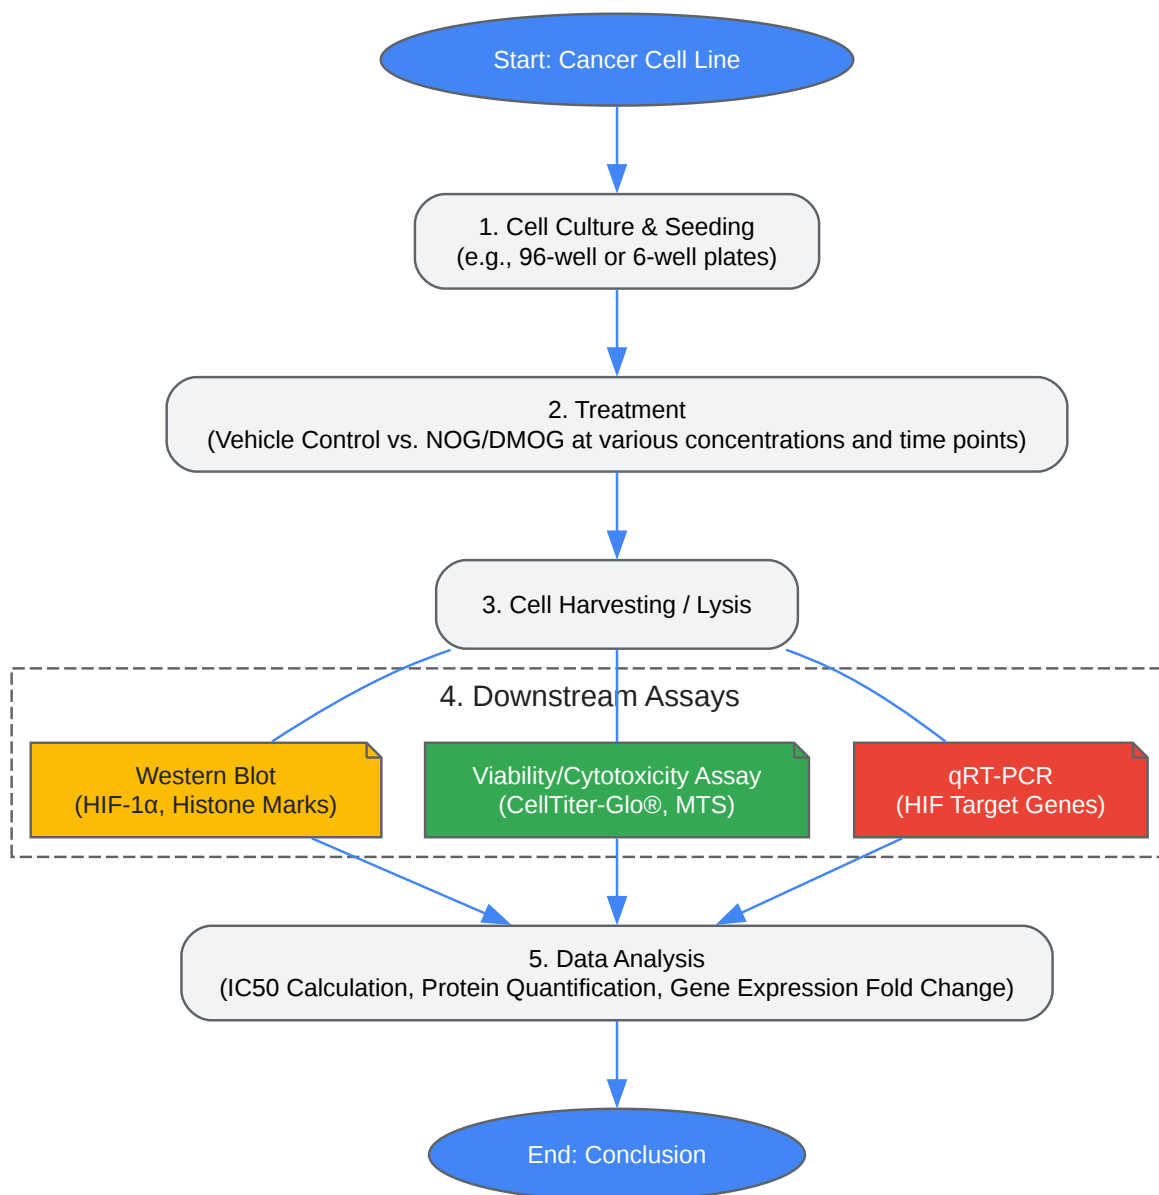 Start: Cancer Cell Line
1. Cell Culture & Seeding
(e.g., 96-well or 6-well plates)
2. Treatment
(Vehicle Control vs. NOG/DMOG at various concentrations and time points)
3. Cell Harvesting / Lysis
4. Downstream Assays
Western Blot
(HIF-1α, Histone Marks)
Viability/Cytotoxicity Assay
(CellTiter-Glo®, MTS)
qRT-PCR
(HIF Target Genes)
5. Data Analysis
(IC50 Calculation, Protein Quantification, Gene Expression Fold Change)
End: Conclusion